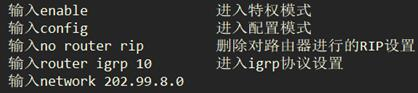 输入enable 进入特权模式
输入config 进入配置模式
输入no router rip 删除对路由器进行的RIP设置
输入router igrp 10 进入igrp协议设置
输入network 202.99.8.0